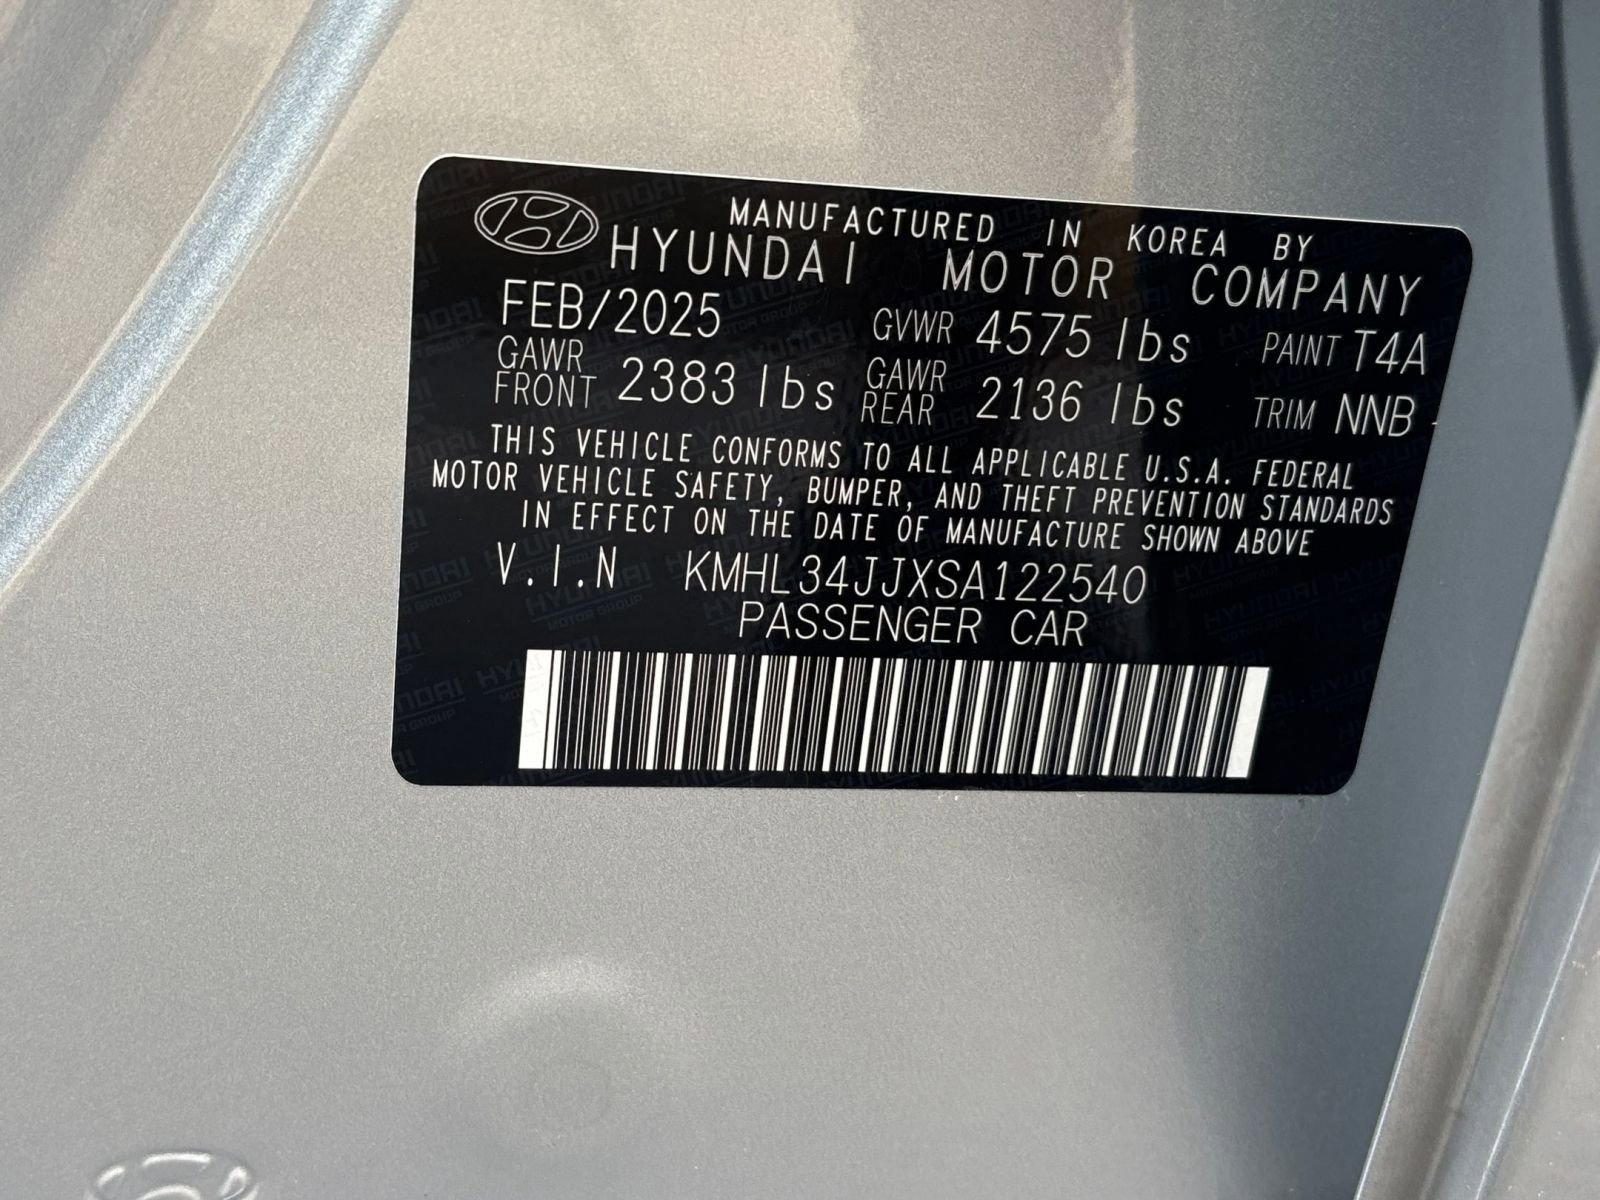 MANUFACTURED IN KOREA BY
HYUNDAI MOTOR COMPANY
FEB/2025 GVWR 4575 lbs PAINT T4A
GAWR FRONT 2383 lbs GAWR REAR 2136 lbs TRIM NNB
THIS VEHICLE CONFORMS TO ALL APPLICABLE U.S.A. FEDERAL
MOTOR VEHICLE SAFETY, BUMPER, AND THEFT PREVENTION STANDARDS
IN EFFECT ON THE DATE OF MANUFACTURE SHOWN ABOVE
V.I.N KMHL34JJXSA122540
PASSENGER CAR